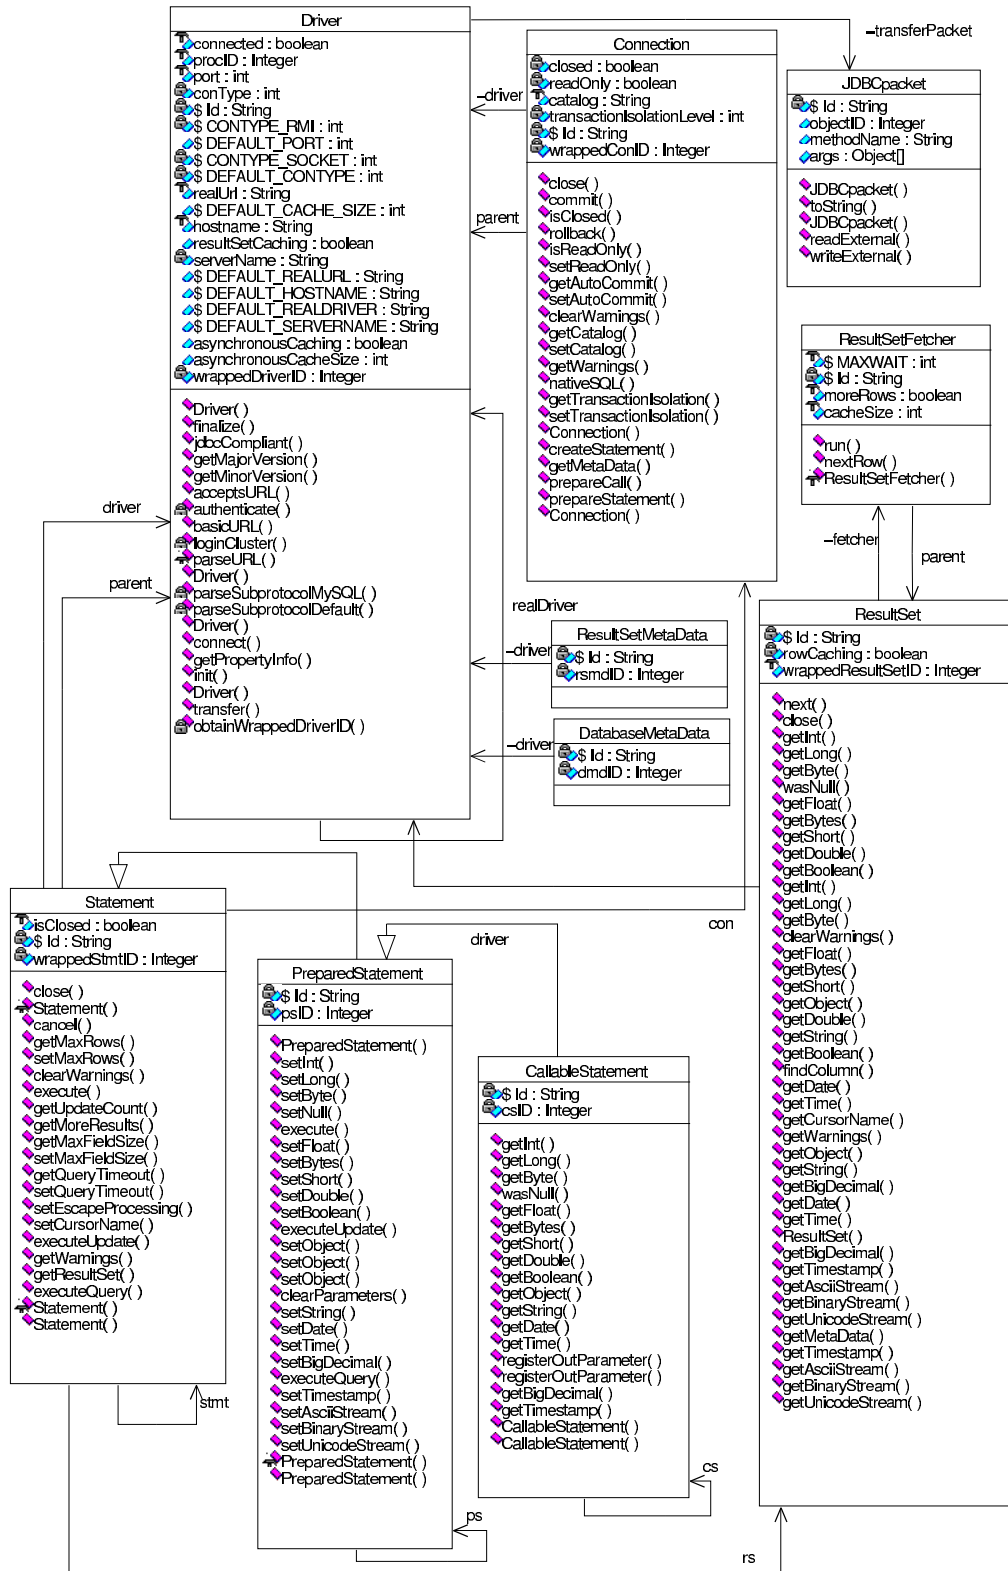 Driver
connected : boolean
procID : Integer
port : int
conType : int
$ Id : String
$ CONTYPE_RMI : int
$ DEFAULT_PORT : int
$ CONTYPE_SOCKET : int
$ DEFAULT_CONTYPE : int
realUrl : String
$ DEFAULT_CACHE_SIZE : int
hostname : String
resultSetCaching : boolean
serverName : String
$ DEFAULT_REALURL : String
$ DEFAULT_HOSTNAME : String
$ DEFAULT_REALDRIVER : String
$ DEFAULT_SERVERNAME : String
asynchronousCaching : boolean
asynchronousCacheSize : int
wrappedDriverID : Integer
Driver( )
finalize( )
jdbcCompliant( )
getMajorVersion( )
getMinorVersion( )
acceptsURL( )
authenticate( )
basicURL( )
loginCluster( )
parseURL( )
Driver( )
parseSubprotocolMySQL( )
parseSubprotocolDefault( )
Driver( )
connect( )
getPropertyInfo( )
init( )
Driver( )
transfer( )
obtainWrappedDriverID( )
Connection
closed : boolean
readOnly : boolean
catalog : String
transactionIsolationLevel : int
$ Id : String
wrappedConID : Integer
close( )
commit( )
isClosed( )
rollback( )
isReadOnly( )
setReadOnly( )
getAutoCommit( )
setAutoCommit( )
clearWarnings( )
getCatalog( )
setCatalog( )
getWarnings( )
nativeSQL( )
getTransactionIsolation( )
setTransactionIsolation( )
Connection( )
createStatement( )
getMetaData( )
prepareCall( )
prepareStatement( )
Connection( )
–transferPacket
–driver
parent
JDBCpacket
$ Id : String
objectID : Integer
methodName : String
args : Object[]
JDBCpacket( )
toString( )
JDBCpacket( )
readExternal( )
writeExternal( )
ResultSetFetcher
$ MAXWAIT : int
$ Id : String
moreRows : boolean
cacheSize : int
run( )
nextRow( )
ResultSetFetcher( )
–fetcher
parent
driver
parent
realDriver
–driver
ResultSetMetaData
$ Id : String
rsmdID : Integer
–driver
DatabaseMetaData
$ Id : String
dmdID : Integer
ResultSet
$ Id : String
rowCaching : boolean
wrappedResultSetID : Integer
next( )
close( )
getInt( )
getLong( )
getByte( )
wasNull( )
getFloat( )
getBytes( )
getShort( )
getDouble( )
getBoolean( )
getInt( )
getLong( )
getByte( )
clearWarnings( )
getFloat( )
getBytes( )
getShort( )
getObject( )
getDouble( )
getString( )
getBoolean( )
findColumn( )
getDate( )
getTime( )
getCursorName( )
getWarnings( )
getObject( )
getString( )
getBigDecimal( )
getDate( )
getTime( )
ResultSet( )
getBigDecimal( )
getTimestamp( )
getAsciiStream( )
getBinaryStream( )
getUnicodeStream( )
getMetaData( )
getTimestamp( )
getAsciiStream( )
getBinaryStream( )
getUnicodeStream( )
Statement
isClosed : boolean
$ Id : String
wrappedStmtID : Integer
close( )
Statement( )
cancel( )
getMaxRows( )
setMaxRows( )
clearWarnings( )
execute( )
getUpdateCount( )
getMoreResults( )
getMaxFieldSize( )
setMaxFieldSize( )
getQueryTimeout( )
setQueryTimeout( )
setEscapeProcessing( )
setCursorName( )
executeUpdate( )
getWarnings( )
getResultSet( )
executeQuery( )
Statement( )
Statement( )
stmt
driver
con
PreparedStatement
$ Id : String
psID : Integer
PreparedStatement( )
setInt( )
setLong( )
setByte( )
setNull( )
execute( )
setFloat( )
setBytes( )
setShort( )
setDouble( )
setBoolean( )
executeUpdate( )
setObject( )
setObject( )
setObject( )
clearParameters( )
setString( )
setDate( )
setTime( )
setBigDecimal( )
executeQuery( )
setTimestamp( )
setAsciiStream( )
setBinaryStream( )
setUnicodeStream( )
PreparedStatement( )
PreparedStatement( )
ps
CallableStatement
$ Id : String
csID : Integer
getInt( )
getLong( )
getByte( )
wasNull( )
getFloat( )
getBytes( )
getShort( )
getDouble( )
getBoolean( )
getObject( )
getString( )
getDate( )
getTime( )
registerOutParameter( )
registerOutParameter( )
getBigDecimal( )
getTimestamp( )
CallableStatement( )
CallableStatement( )
cs
rs